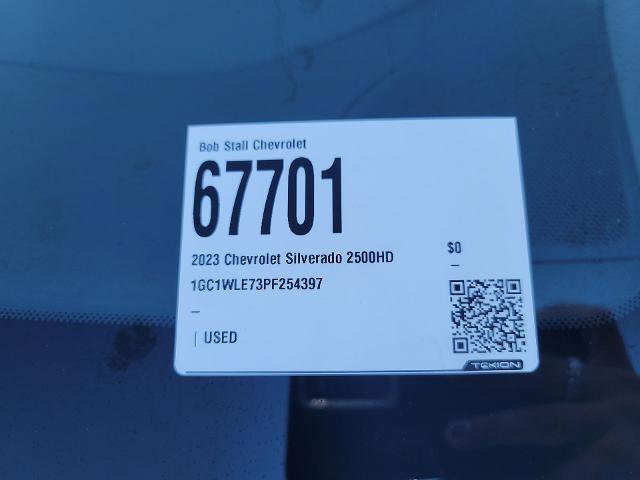 Bob Stall Chevrolet
67701
2023 Chevrolet Silverado 2500HD
$0
1GC1WLE73PF254397
–
–
| USED
TEKION